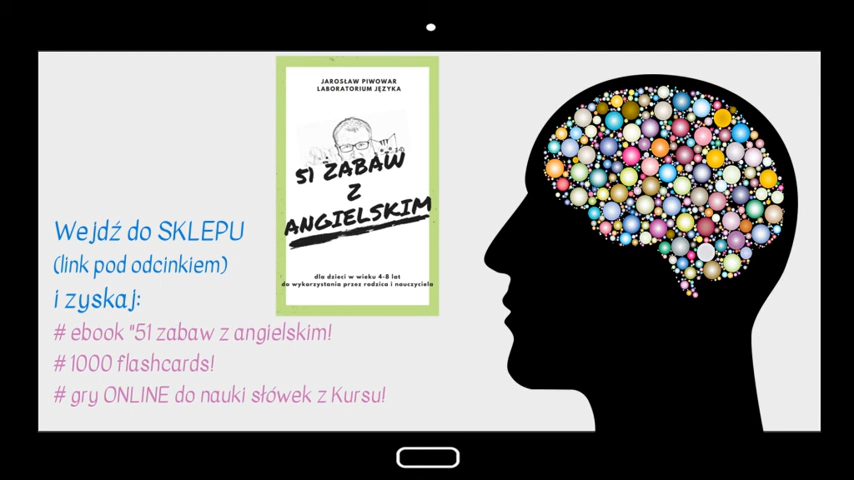 JAROSŁAW PIWOWAR
LABORATORIUM JĘZYKA
51 ZABAW
Z
ANGIELSKIM
dla dzieci w wieku 4-8 lat
do wykorzystania przez rodzica i nauczyciela
Wejdź do SKLEPU
(link pod odcinkiem)
i zyskaj:
# ebook "51 zabaw z angielskim!
# 1000 flashcards!
# gry ONLINE do nauki słówek z Kursu!